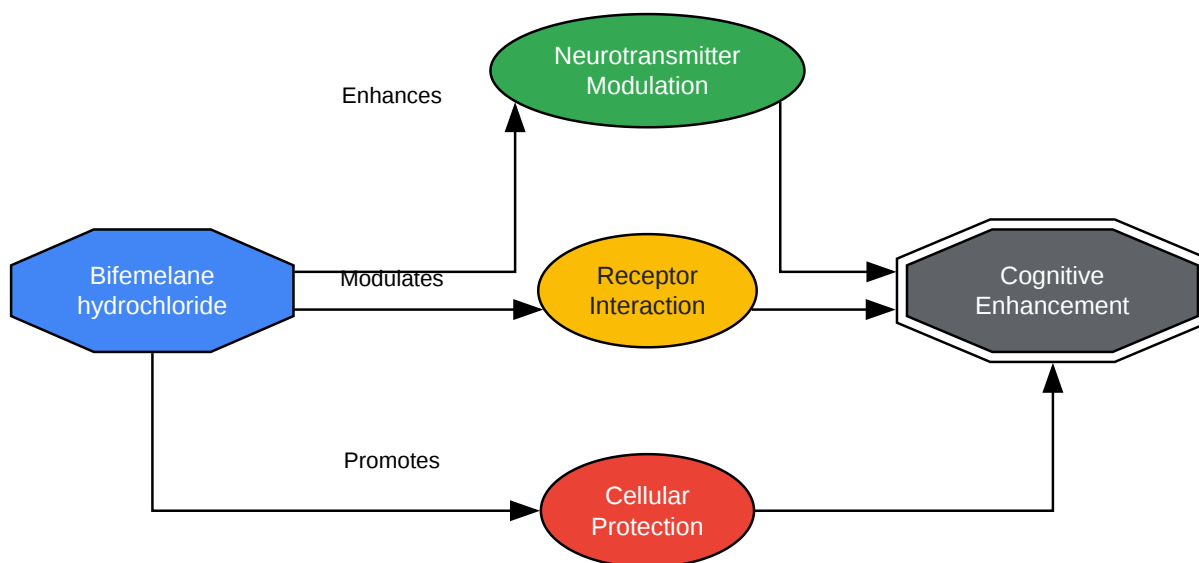 Neurotransmitter
Modulation
Enhances
Bifemelane
hydrochloride
Modulates
Receptor
Interaction
Cognitive
Enhancement
Promotes
Cellular
Protection